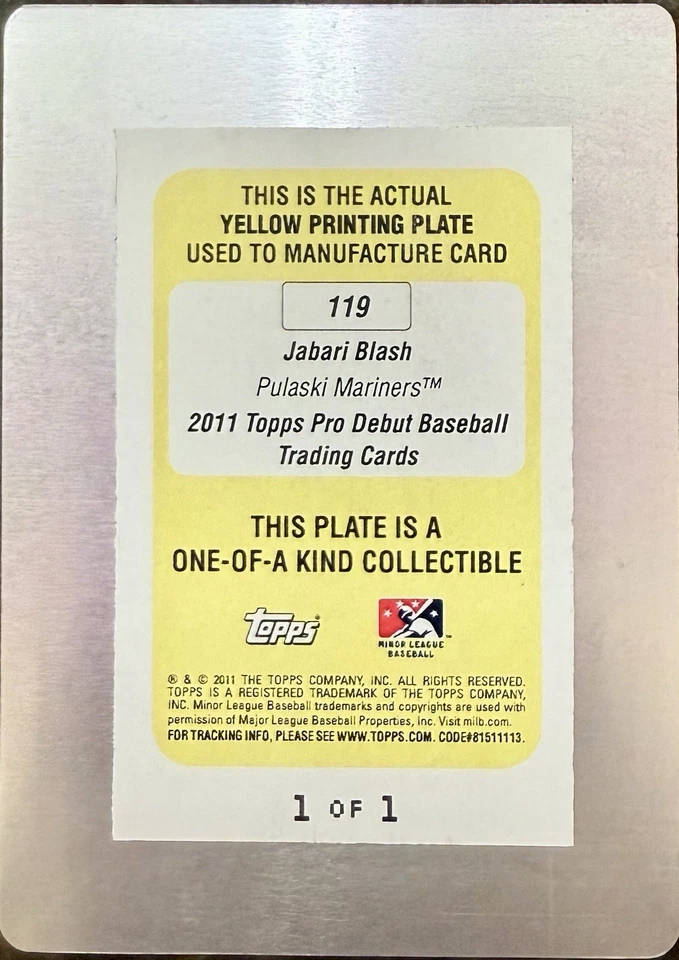 THIS IS THE ACTUAL
YELLOW PRINTING PLATE
USED TO MANUFACTURE CARD
119
Jabari Blash
Pulaski Mariners™
2011 Topps Pro Debut Baseball
Trading Cards
THIS PLATE IS A
ONE-OF-A KIND COLLECTIBLE
topps®
MINOR LEAGUE
BASEBALL™
® & © 2011 THE TOPPS COMPANY, INC. ALL RIGHTS RESERVED.
TOPPS IS A REGISTERED TRADEMARK OF THE TOPPS COMPANY,
INC. Minor League Baseball trademarks and copyrights are used with
permission of Major League Baseball Properties, Inc. Visit milb.com.
FOR TRACKING INFO, PLEASE SEE WWW.TOPPS.COM. CODE#81511113.
1 OF 1